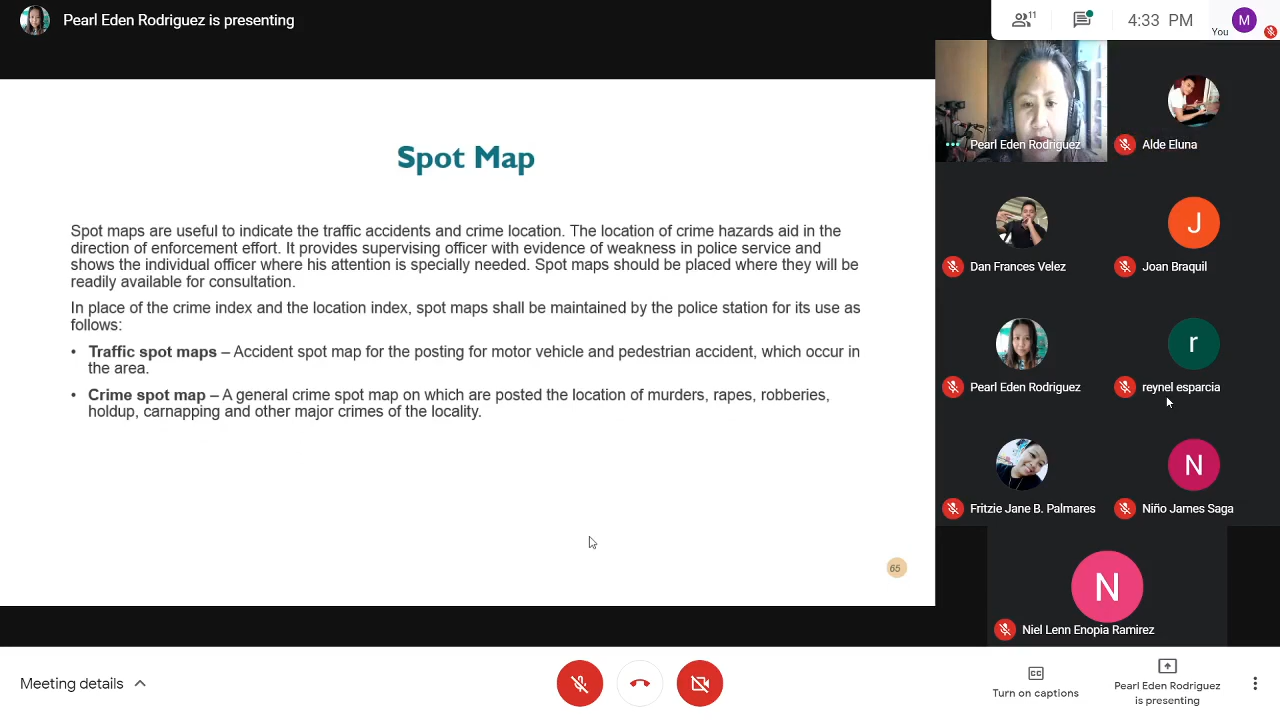 Pearl Eden Rodriguez is presenting
11
4:33 PM
You
M
Spot Map
Spot maps are useful to indicate the traffic accidents and crime location. The location of crime hazards aid in the
direction of enforcement effort. It provides supervising officer with evidence of weakness in police service and
shows the individual officer where his attention is specially needed. Spot maps should be placed where they will be
readily available for consultation.
In place of the crime index and the location index, spot maps shall be maintained by the police station for its use as
follows:
• Traffic spot maps – Accident spot map for the posting for motor vehicle and pedestrian accident, which occur in
the area.
• Crime spot map – A general crime spot map on which are posted the location of murders, rapes, robberies,
holdup, carnapping and other major crimes of the locality.
65
Pearl Eden Rodriguez
Alde Eluna
Dan Frances Velez
J
Joan Braquil
Pearl Eden Rodriguez
r
reynel esparcia
Fritzie Jane B. Palmares
N
Niño James Saga
N
Niel Lenn Enopia Ramirez
Meeting details
CC
Turn on captions
Pearl Eden Rodriguez
is presenting